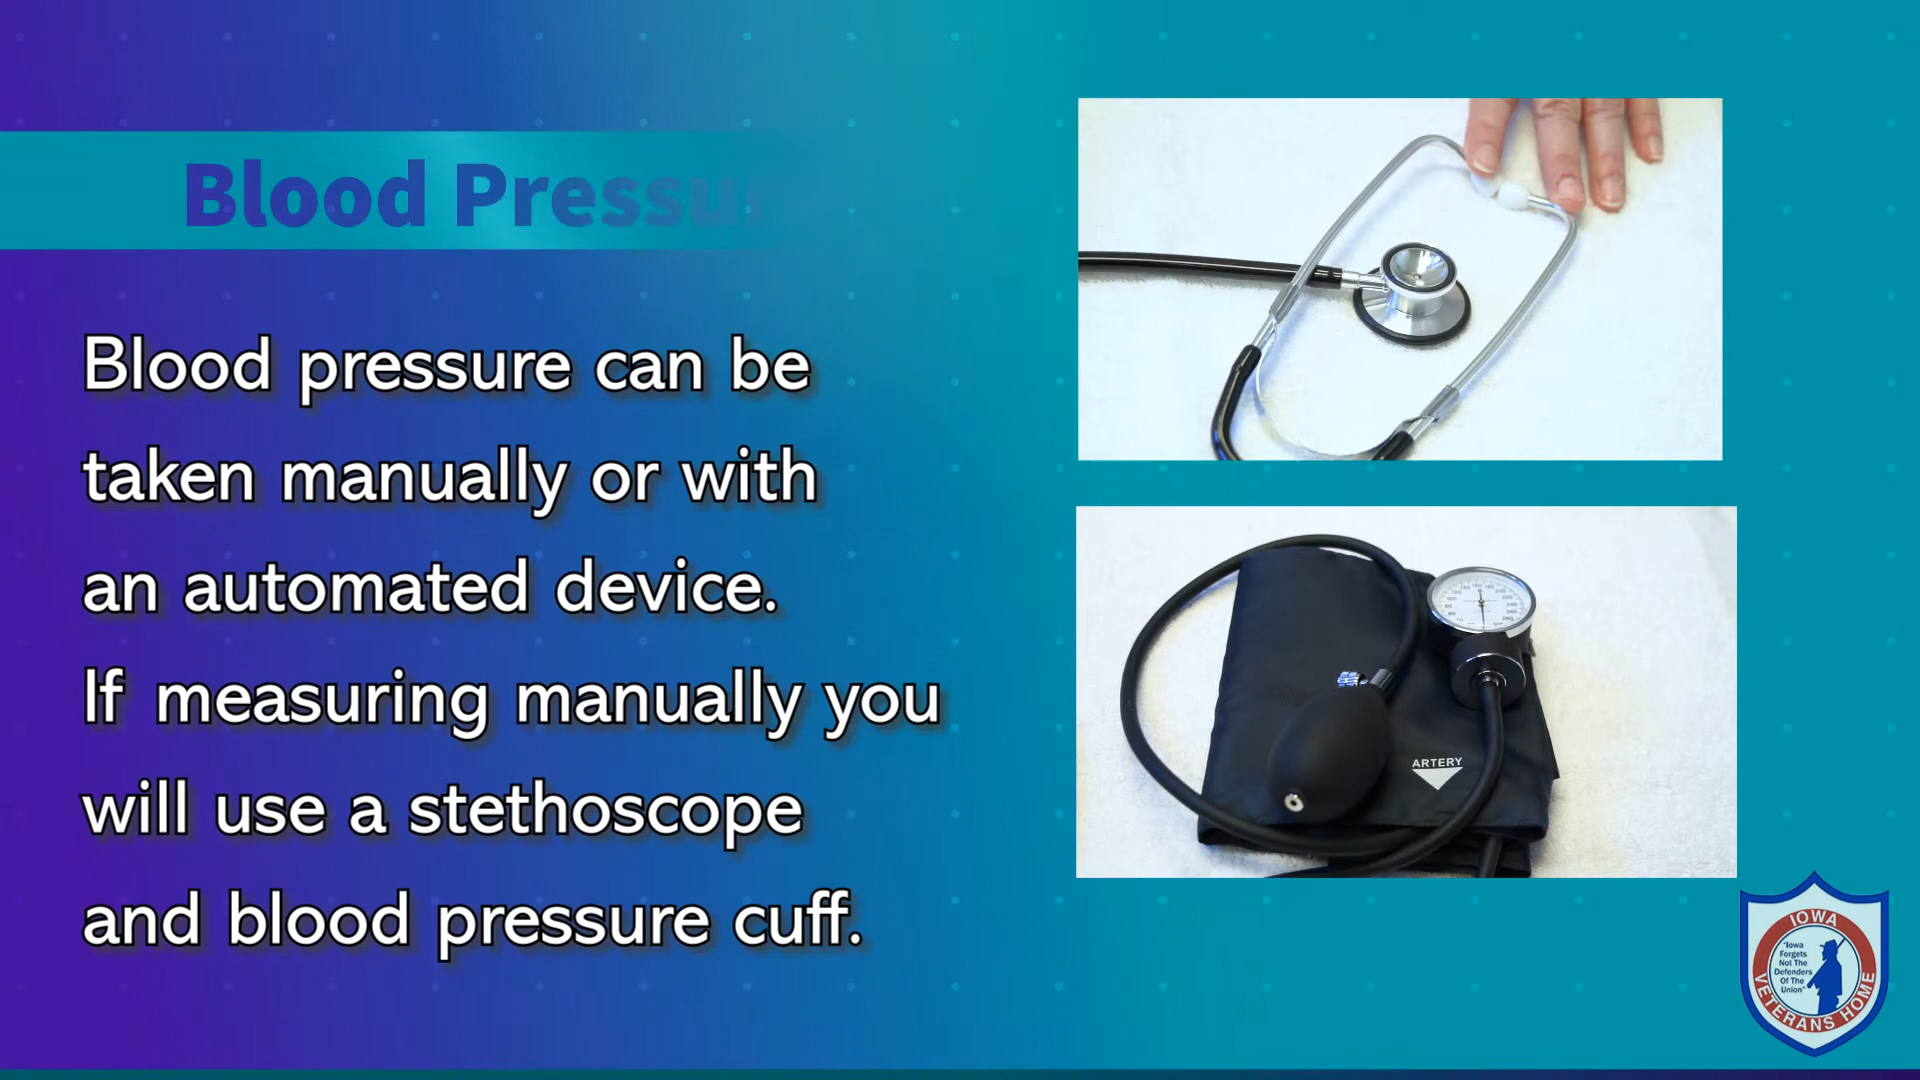 Blood Pressur
Blood pressure can be
taken manually or with
an automated device.
If measuring manually you
will use a stethoscope
and blood pressure cuff.
ARTERY
IOWA
"Iowa
Forgets
Not The
Defenders
Of The
Union"
VETERANS HOME